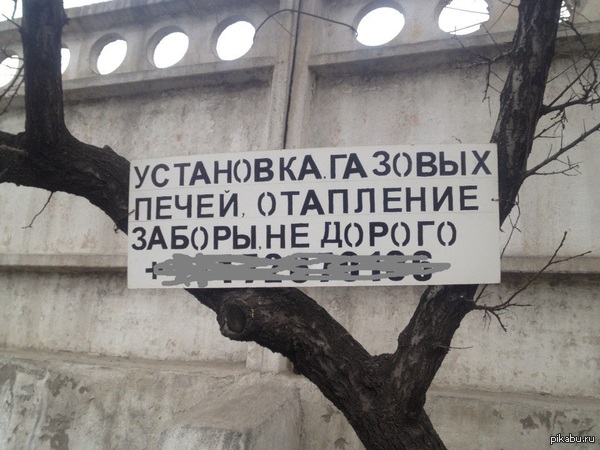 УСТАНОВКА.ГАЗОВЫХ
ПЕЧЕЙ, ОТАПЛЕНИЕ
ЗАБОРЫ.НЕ ДОРОГО
pikabu.ru